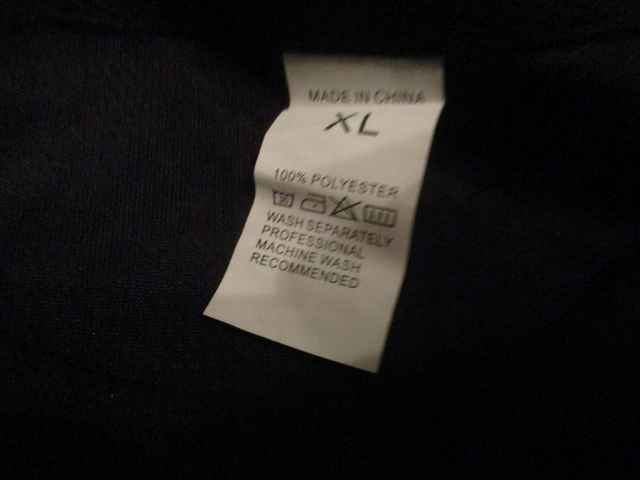 MADE IN CHINA
XL
100% POLYESTER
WASH SEPARATELY
PROFESSIONAL
MACHINE WASH
RECOMMENDED